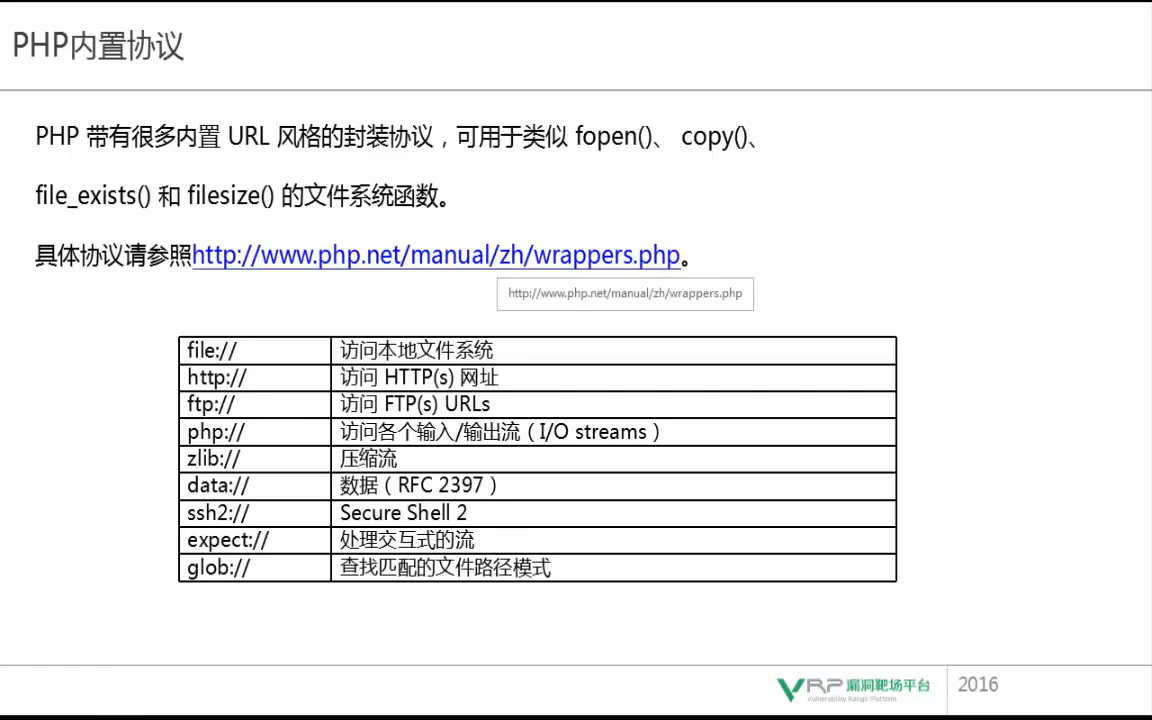 PHP内置协议
PHP 带有很多内置 URL 风格的封装协议，可用于类似 fopen()、 copy()、
file_exists() 和 filesize() 的文件系统函数。
具体协议请参照http://www.php.net/manual/zh/wrappers.php。
http://www.php.net/manual/zh/wrappers.php
file:// 访问本地文件系统
http:// 访问 HTTP(s) 网址
ftp:// 访问 FTP(s) URLs
php:// 访问各个输入/输出流（I/O streams）
zlib:// 压缩流
data:// 数据（RFC 2397）
ssh2:// Secure Shell 2
expect:// 处理交互式的流
glob:// 查找匹配的文件路径模式
VRP 漏洞靶场平台
Vulnerability Range Platform
2016